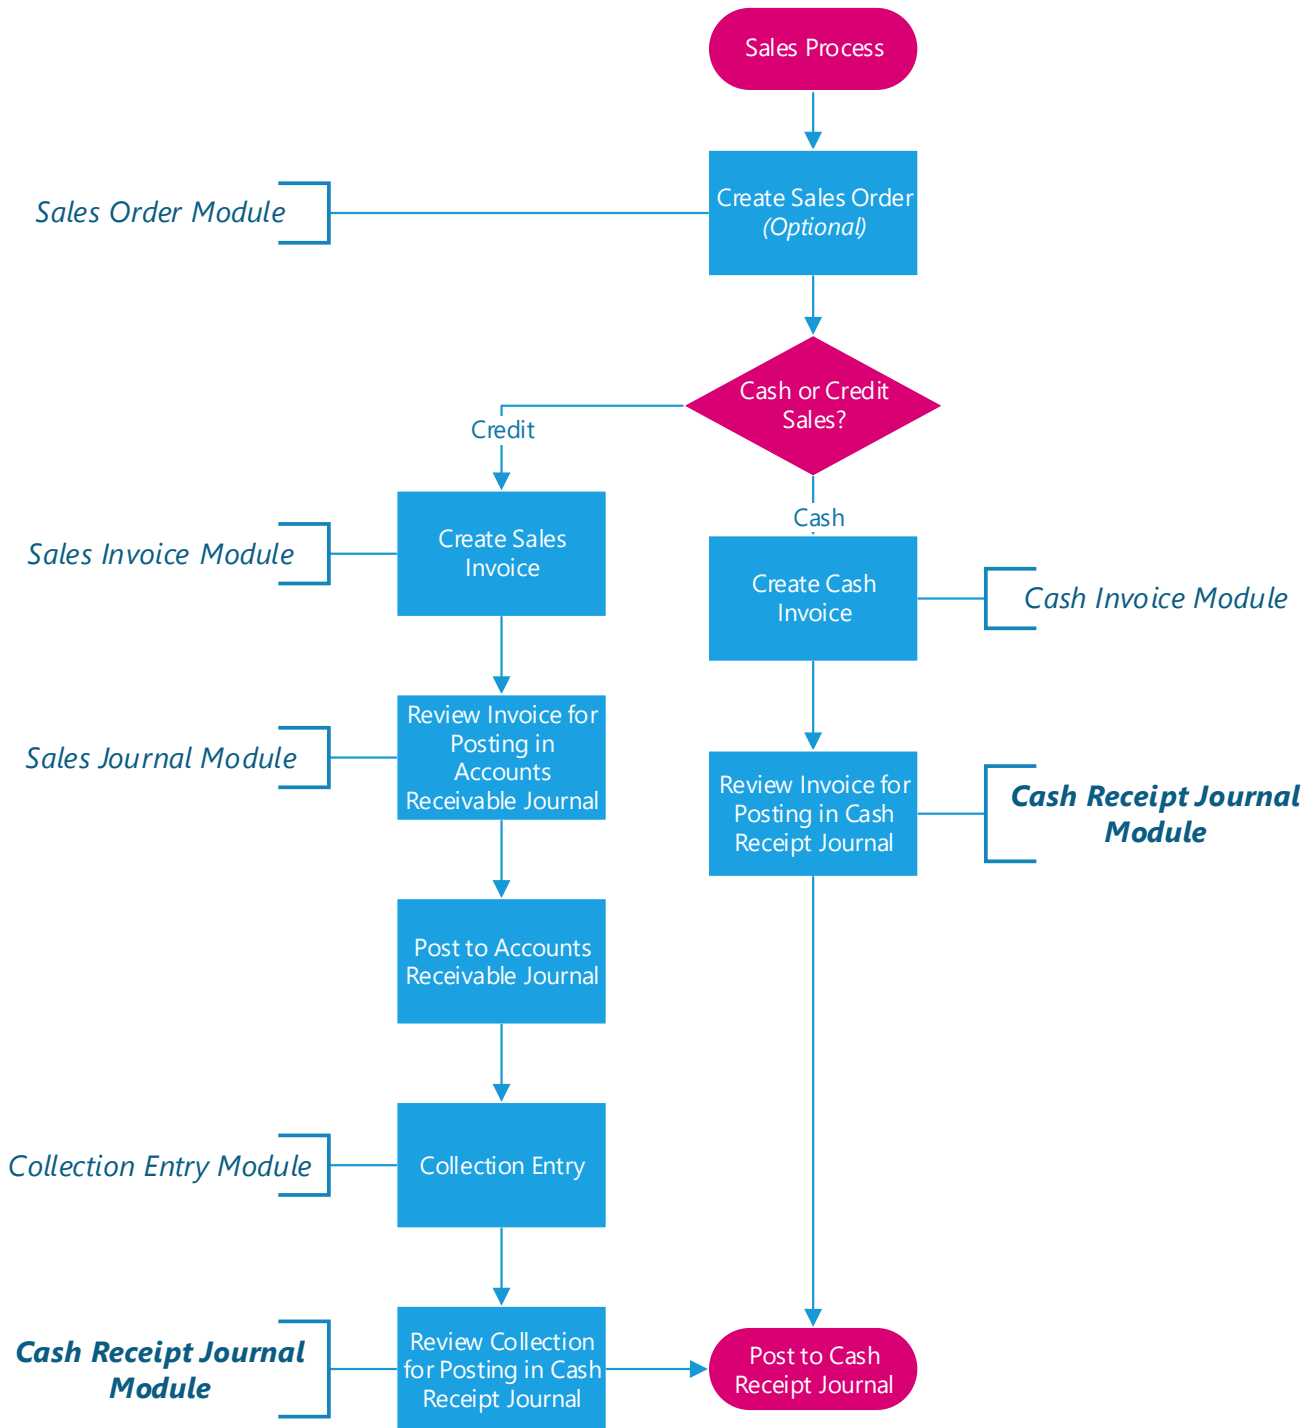 Sales Process
Sales Order Module
Create Sales Order
(Optional)
Cash or Credit
Sales?
Credit
Cash
Sales Invoice Module
Create Sales
Invoice
Create Cash
Invoice
Cash Invoice Module
Sales Journal Module
Review Invoice for
Posting in
Accounts
Receivable Journal
Review Invoice for
Posting in Cash
Receipt Journal
Cash Receipt Journal
Module
Post to Accounts
Receivable Journal
Collection Entry Module
Collection Entry
Cash Receipt Journal
Module
Review Collection
for Posting in Cash
Receipt Journal
Post to Cash
Receipt Journal